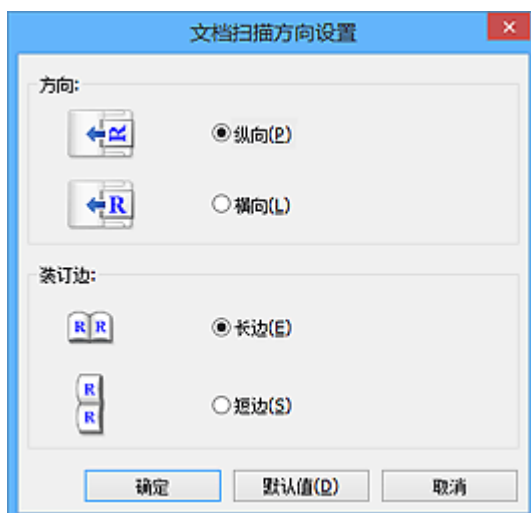 文档扫描方向设置
方向:
R
纵向(P)
R
横向(L)
装订边:
R R
长边(E)
R
R
短边(S)
确定 默认值(D) 取消